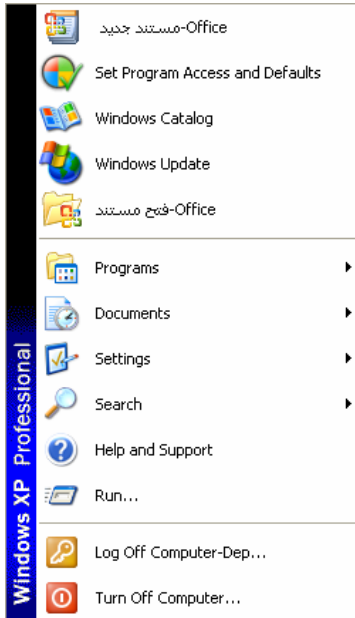 مستند جديد-Office
Set Program Access and Defaults
Windows Catalog
Windows Update
فتح مستند-Office
Programs
Documents
Settings
Search
Help and Support
Run...
Log Off Computer-Dep...
Turn Off Computer...
Windows XP Professional